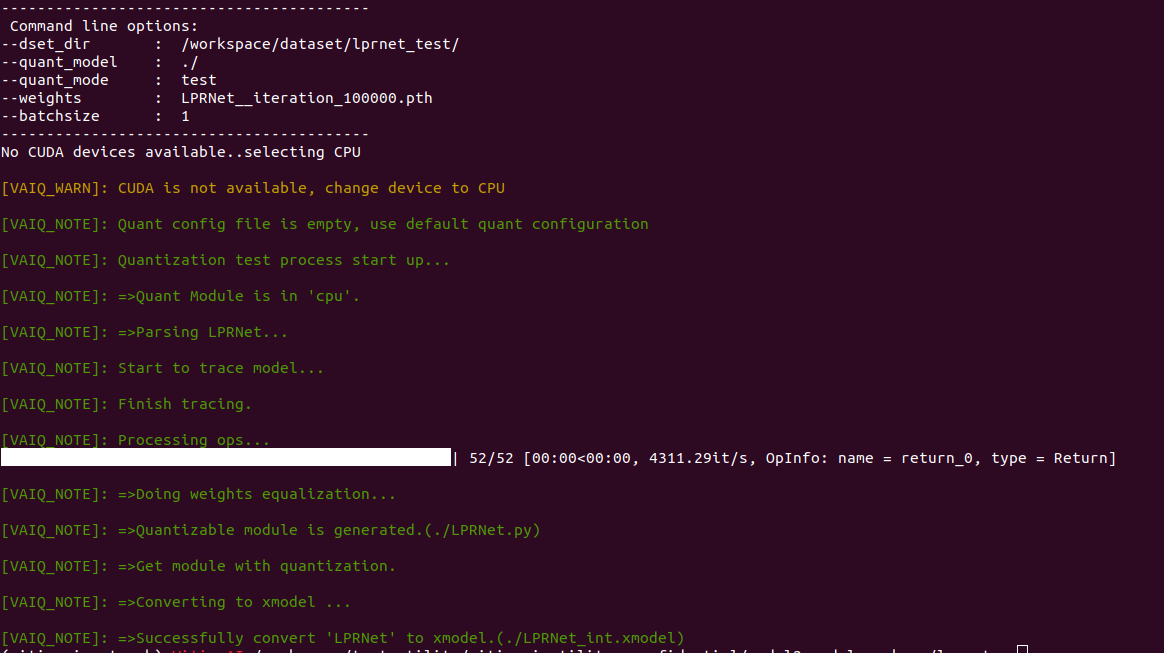 -----------------------------------------
Command line options:
--dset_dir : /workspace/dataset/lprnet_test/
--quant_model : ./
--quant_mode : test
--weights : LPRNet__iteration_100000.pth
--batchsize : 1
-----------------------------------------
No CUDA devices available..selecting CPU
[VAIQ_WARN]: CUDA is not available, change device to CPU
[VAIQ_NOTE]: Quant config file is empty, use default quant configuration
[VAIQ_NOTE]: Quantization test process start up...
[VAIQ_NOTE]: =>Quant Module is in 'cpu'.
[VAIQ_NOTE]: =>Parsing LPRNet...
[VAIQ_NOTE]: Start to trace model...
[VAIQ_NOTE]: Finish tracing.
[VAIQ_NOTE]: Processing ops...
| 52/52 [00:00<00:00, 4311.29it/s, OpInfo: name = return_0, type = Return]
[VAIQ_NOTE]: =>Doing weights equalization...
[VAIQ_NOTE]: =>Quantizable module is generated.(./LPRNet.py)
[VAIQ_NOTE]: =>Get module with quantization.
[VAIQ_NOTE]: =>Converting to xmodel ...
[VAIQ_NOTE]: =>Successfully convert 'LPRNet' to xmodel.(./LPRNet_int.xmodel)